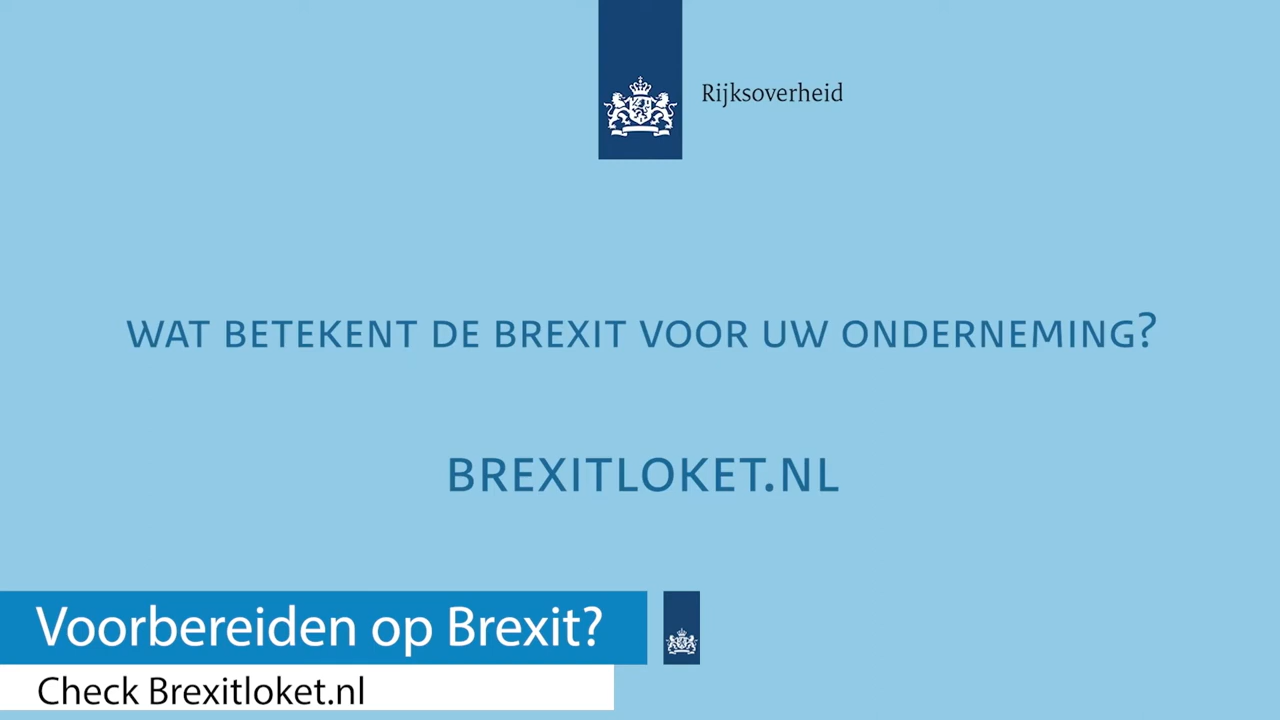 Rijksoverheid
WAT BETEKENT DE BREXIT VOOR UW ONDERNEMING?
BREXITLOKET.NL
Voorbereiden op Brexit?
Check Brexitloket.nl